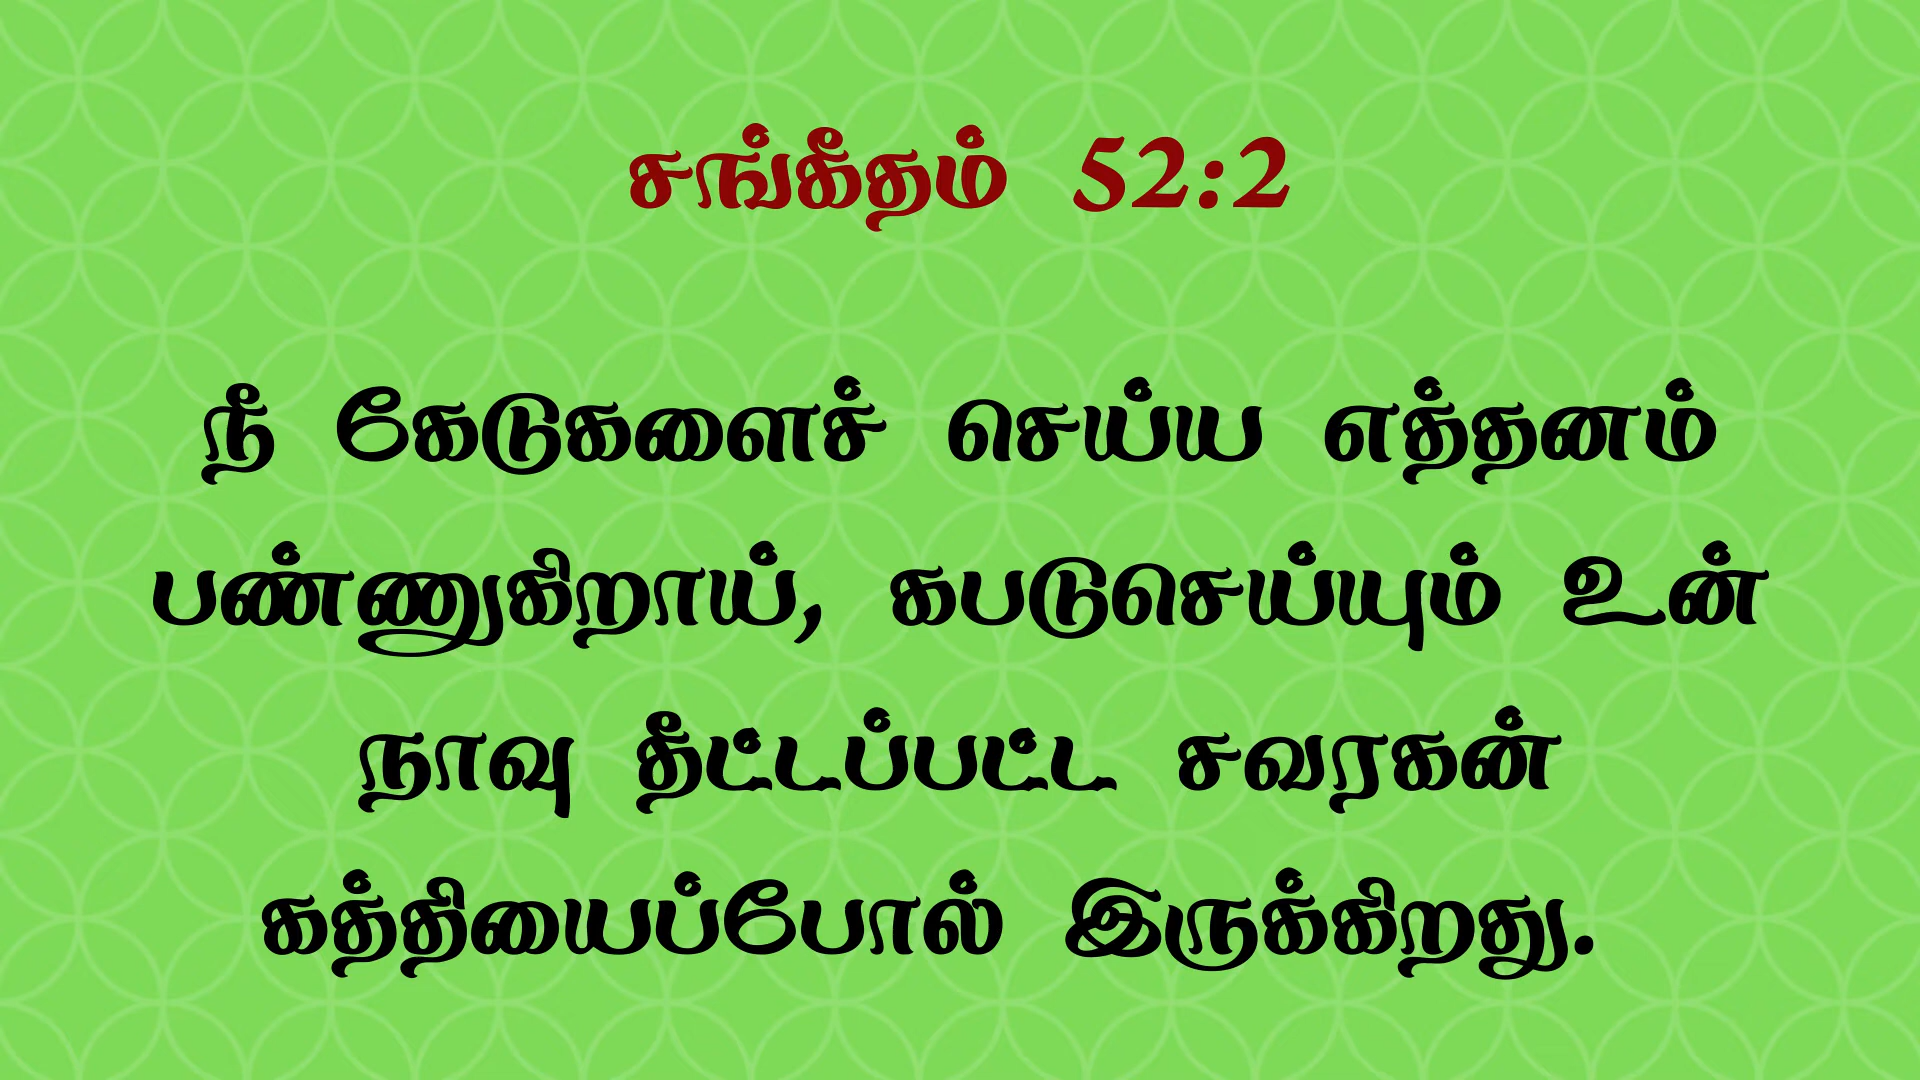 சங்கீதம் 52:2
நீ கேடுகளைச் செய்ய எத்தனம்
பண்ணுகிறாய், கபடுசெய்யும் உன்
நாவு தீட்டப்பட்ட சவரகன்
கத்தியைப்போல் இருக்கிறது.